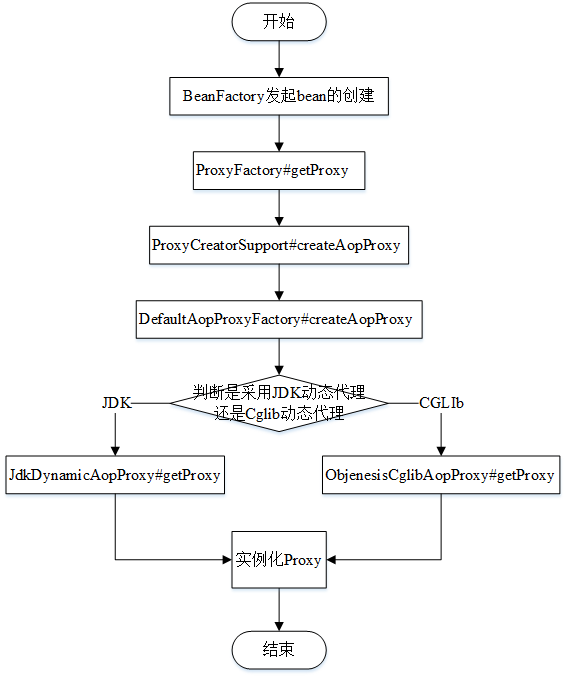 开始
BeanFactory发起bean的创建
ProxyFactory#getProxy
ProxyCreatorSupport#createAopProxy
DefaultAopProxyFactory#createAopProxy
判断是采用JDK动态代理
还是Cglib动态代理
JDK
CGLIb
JdkDynamicAopProxy#getProxy
ObjenesisCglibAopProxy#getProxy
实例化Proxy
结束